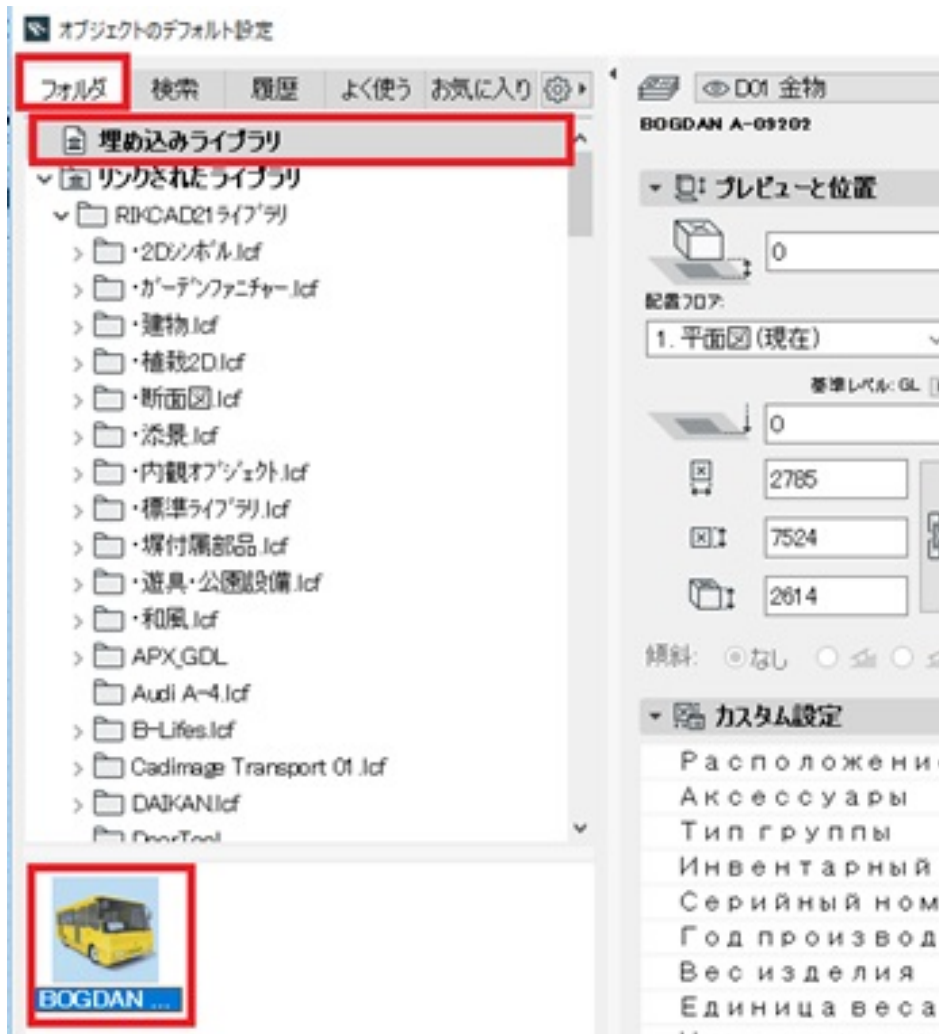 オブジェクトのデフォルト設定
フォルダ 検索 履歴 よく使う お気に入り
埋め込みライブラリ
リンクされたライブラリ
RIKCAD21ライブラリ
・2Dシンボル.lcf
・ガーデンファニチャー.lcf
・建物.lcf
・植栽2D.lcf
・断面図.lcf
・添景.lcf
・内観オブジェクト.lcf
・標準ライブラリ.lcf
・塀付属部品.lcf
・遊具・公園設備.lcf
・和風.lcf
APX_GDL
Audi A-4.lcf
B-Lifes.lcf
Cadimage Transport 01.lcf
DAIKAN.lcf
DoorTool
BOGDAN ...
D01 金物
BOGDAN A-09202
プレビューと位置
0
配置フロア:
1. 平面図(現在)
基準レベル: GL
0
2785
7524
2614
傾斜: なし
カスタム設定
Расположени
Аксессуары
Тип группы
Инвентарный
Серийный ном
Год производ
Вес изделия
Единица веса